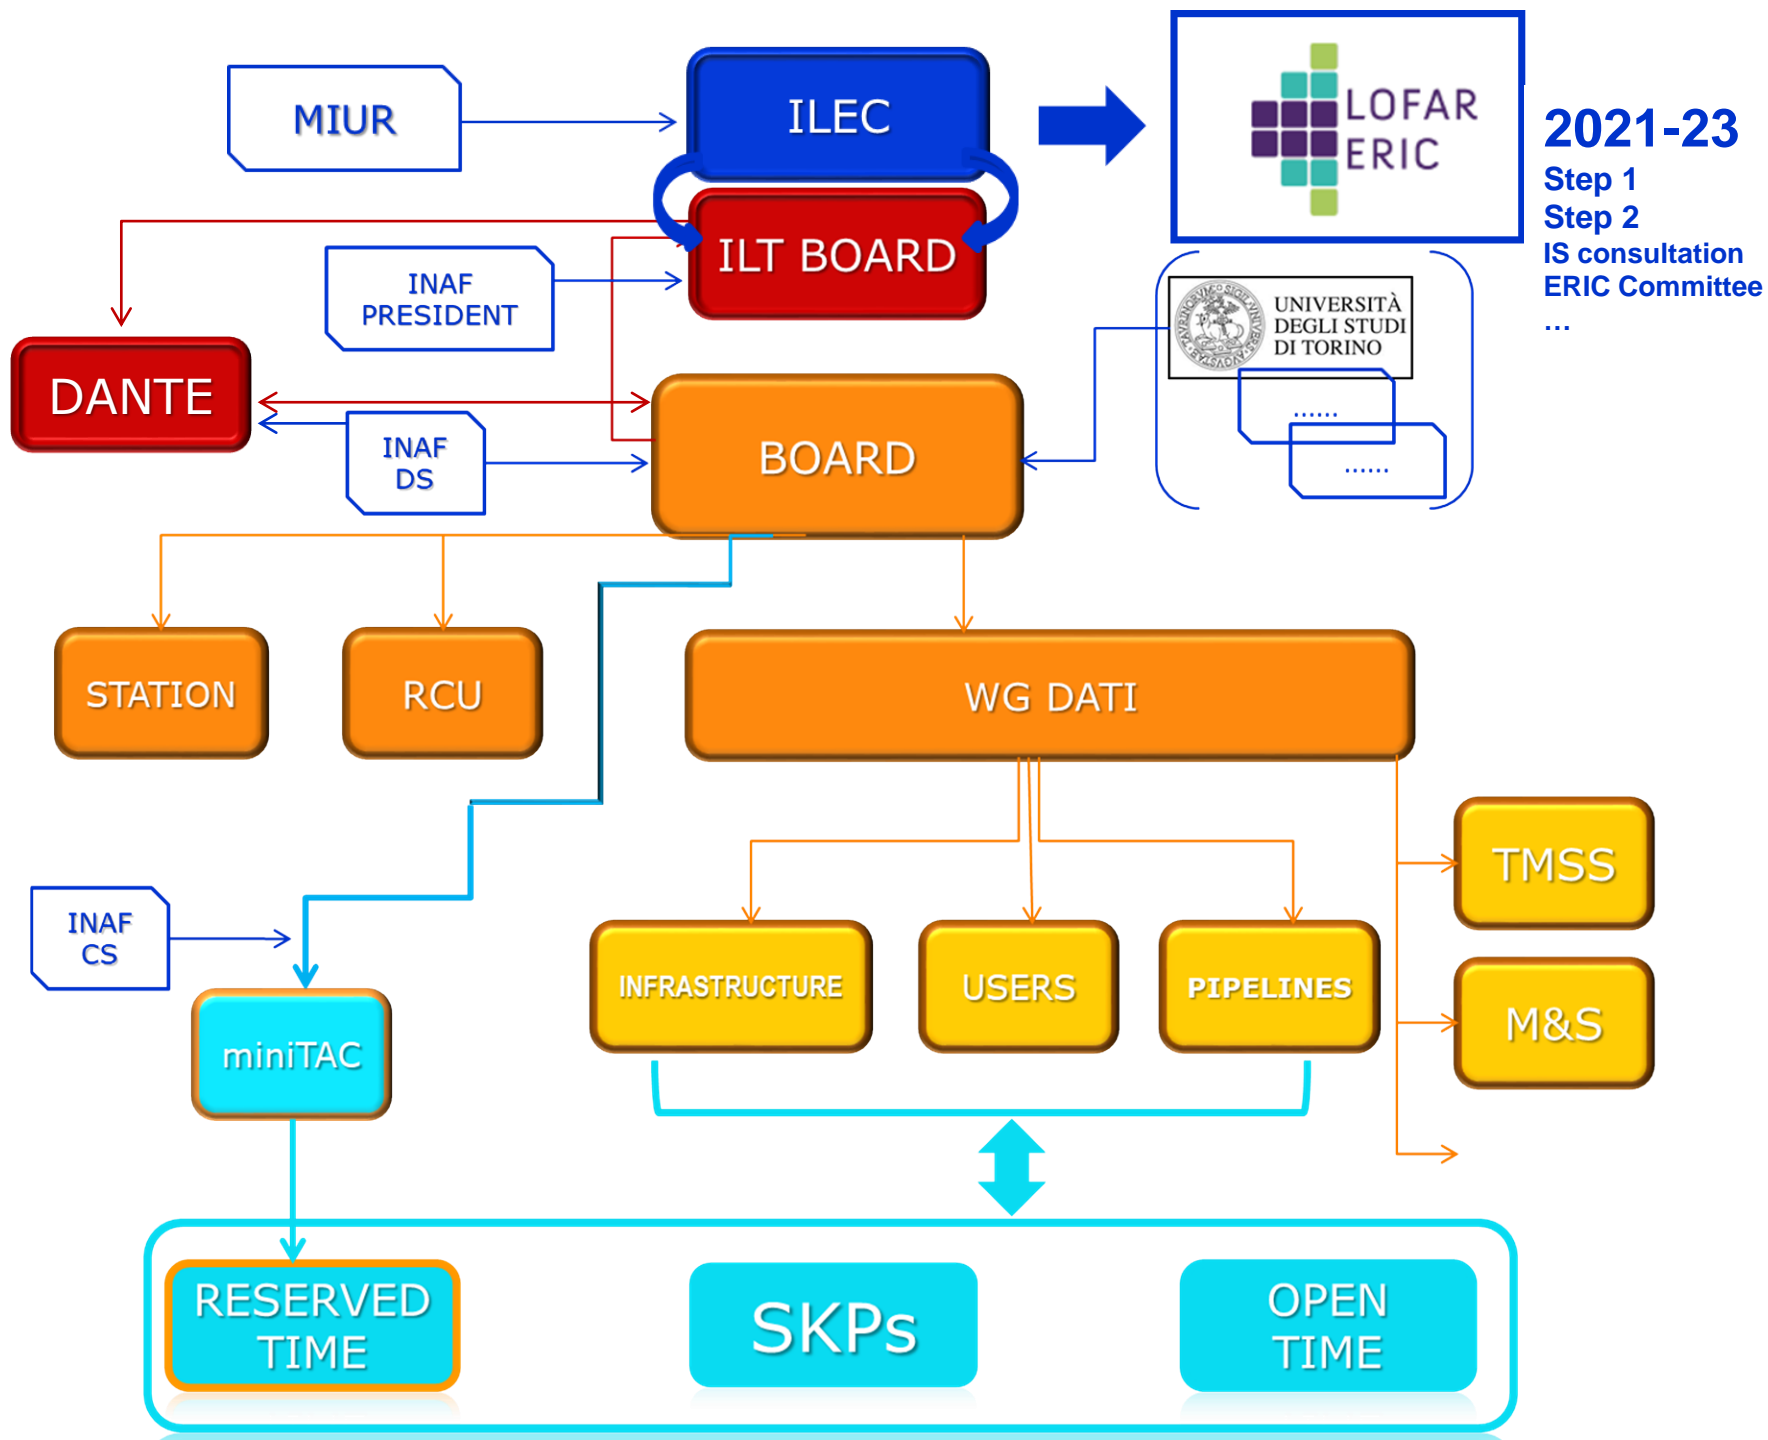 MIUR
ILEC
LOFAR
ERIC
2021-23
Step 1
Step 2
IS consultation
ERIC Committee
...
ILT BOARD
INAF
PRESIDENT
UNIVERSITÀ
DEGLI STUDI
DI TORINO
......
......
DANTE
INAF
DS
BOARD
STATION
RCU
WG DATI
TMSS
INAF
CS
INFRASTRUCTURE
USERS
PIPELINES
M&S
miniTAC
RESERVED
TIME
SKPs
OPEN
TIME